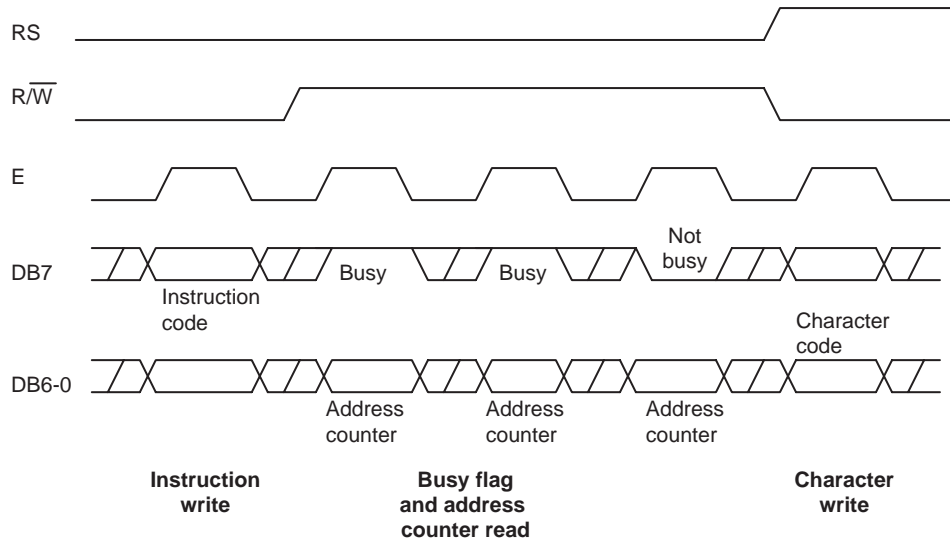 RS
R/W̅
E
DB7
Instruction
code
Busy
Busy
Not
busy
Character
code
DB6-0
Address
counter
Address
counter
Address
counter
Instruction
write
Busy flag
and address
counter read
Character
write